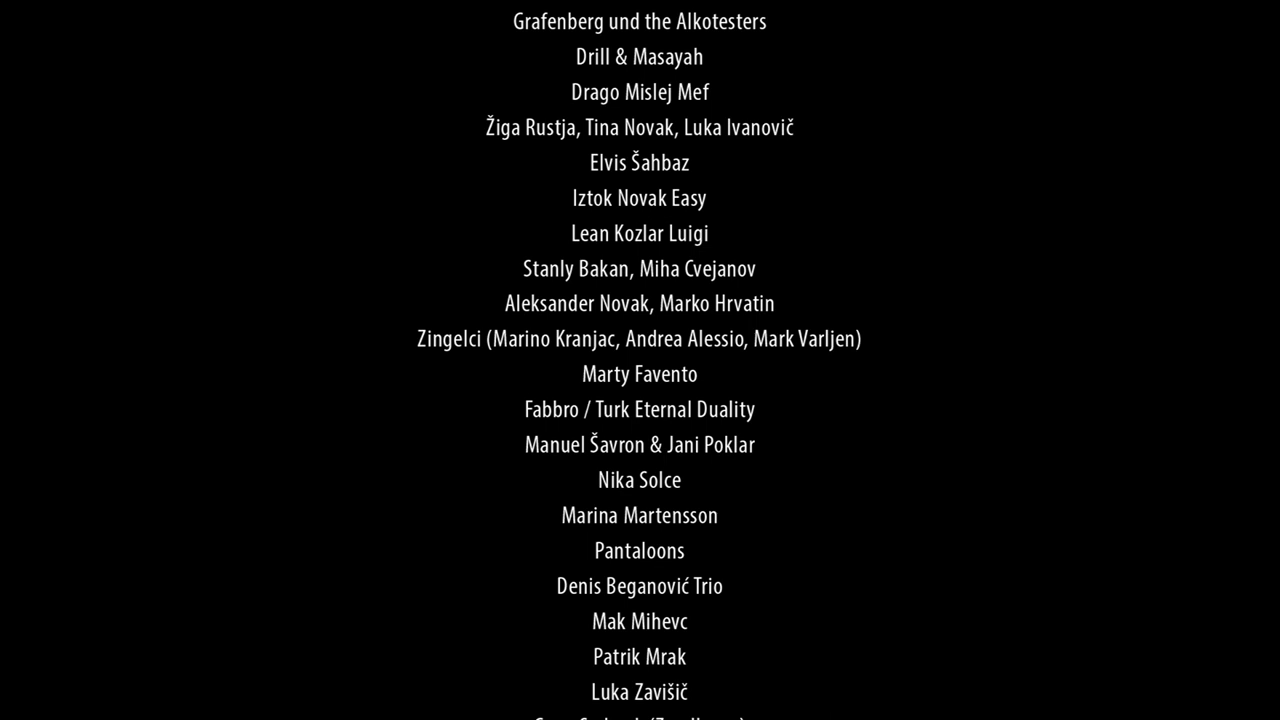 Grafenberg und the Alkotesters
Drill & Masayah
Drago Mislej Mef
Žiga Rustja, Tina Novak, Luka Ivanovič
Elvis Šahbaz
Iztok Novak Easy
Lean Kozlar Luigi
Stanly Bakan, Miha Cvejanov
Aleksander Novak, Marko Hrvatin
Zingelci (Marino Kranjac, Andrea Alessio, Mark Varljen)
Marty Favento
Fabbro / Turk Eternal Duality
Manuel Šavron & Jani Poklar
Nika Solce
Marina Martensson
Pantaloons
Denis Beganović Trio
Mak Mihevc
Patrik Mrak
Luka Zavišič